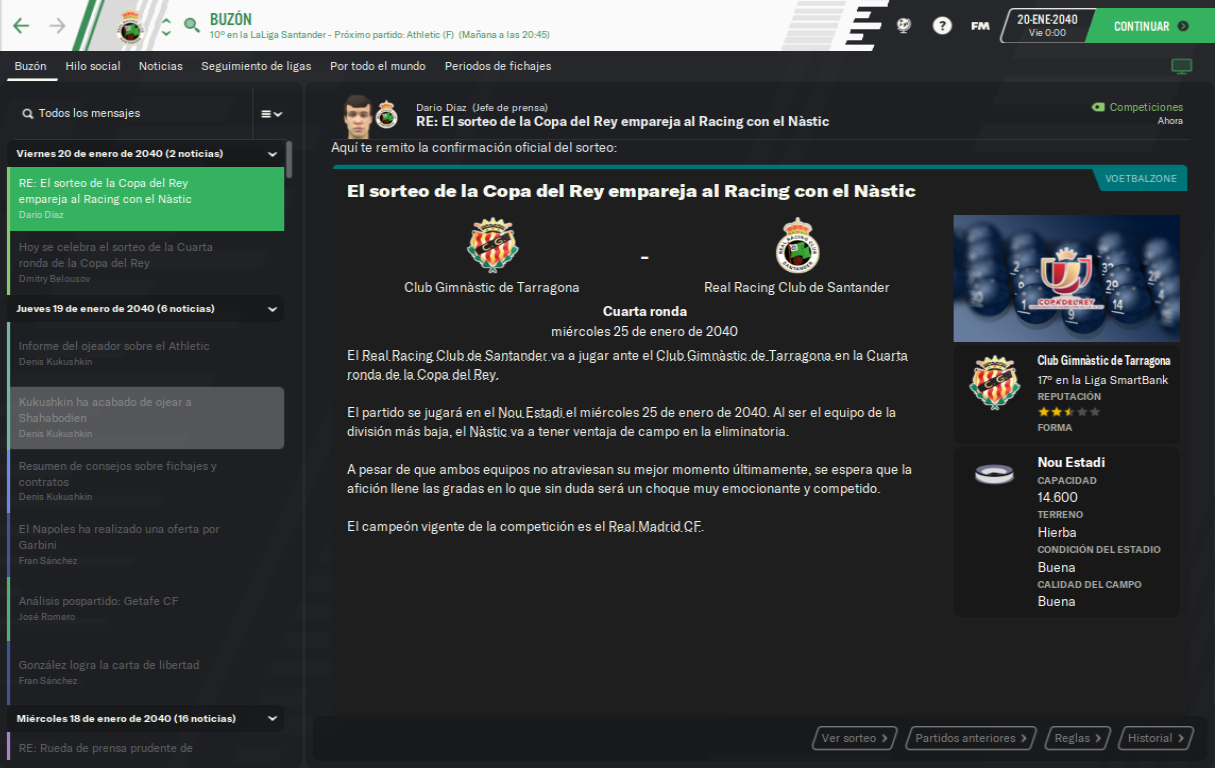 BUZÓN
10º en la LaLiga Santander - Próximo partido: Athletic (F) (Mañana a las 20:45)
?
FM
20-ENE-2040
Vie 0:00
CONTINUAR
Buzón
Hilo social
Noticias
Seguimiento de ligas
Por todo el mundo
Periodos de fichajes
Todos los mensajes
Viernes 20 de enero de 2040 (2 noticias)
RE: El sorteo de la Copa del Rey
empareja al Racing con el Nàstic
Darío Díaz
Hoy se celebra el sorteo de la Cuarta
ronda de la Copa del Rey
Dmitry Belousov
Jueves 19 de enero de 2040 (6 noticias)
Informe del ojeador sobre el Athletic
Denis Kukushkin
Kukushkin ha acabado de ojear a
Shahabodien
Denis Kukushkin
Resumen de consejos sobre fichajes y
contratos
Denis Kukushkin
El Napoles ha realizado una oferta por
Garbini
Fran Sánchez
Análisis pospartido: Getafe CF
José Romero
González logra la carta de libertad
Fran Sánchez
Miércoles 18 de enero de 2040 (16 noticias)
RE: Rueda de prensa prudente de
Darío Díaz (Jefe de prensa)
RE: El sorteo de la Copa del Rey empareja al Racing con el Nàstic
Competiciones
Ahora
Aquí te remito la confirmación oficial del sorteo:
VOETBALZONE
El sorteo de la Copa del Rey empareja al Racing con el Nàstic
-
Club Gimnàstic de Tarragona
Real Racing Club de Santander
Cuarta ronda
miércoles 25 de enero de 2040
El Real Racing Club de Santander va a jugar ante el Club Gimnàstic de Tarragona en la Cuarta
ronda de la Copa del Rey.
El partido se jugará en el Nou Estadi el miércoles 25 de enero de 2040. Al ser el equipo de la
división más baja, el Nàstic va a tener ventaja de campo en la eliminatoria.
A pesar de que ambos equipos no atraviesan su mejor momento últimamente, se espera que la
afición llene las gradas en lo que sin duda será un choque muy emocionante y competido.
El campeón vigente de la competición es el Real Madrid CF.
COPA DEL REY
Club Gimnàstic de Tarragona
17º en la Liga SmartBank
REPUTACIÓN
FORMA
Nou Estadi
CAPACIDAD
14.600
TERRENO
Hierba
CONDICIÓN DEL ESTADIO
Buena
CALIDAD DEL CAMPO
Buena
Ver sorteo
Partidos anteriores
Reglas
Historial